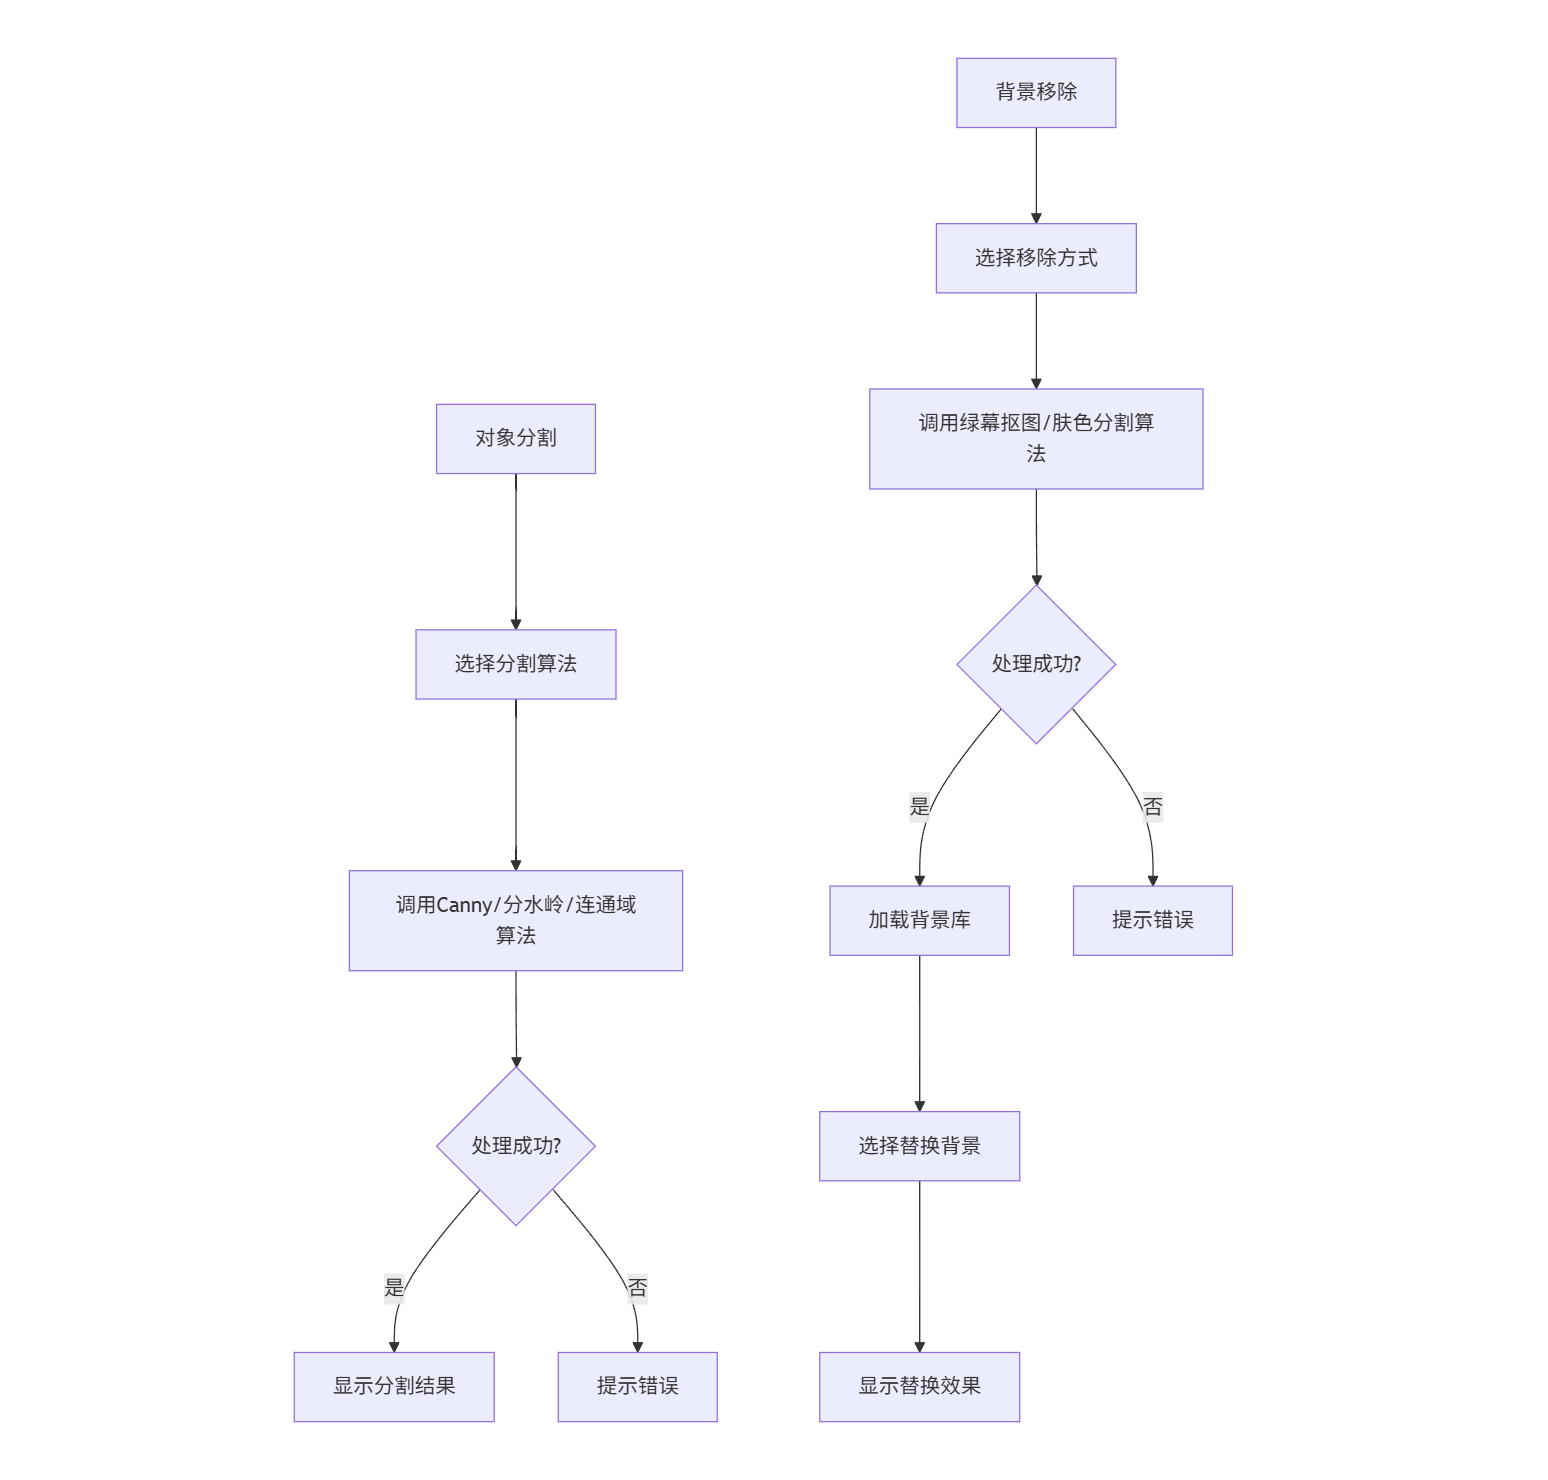 对象分割
选择分割算法
调用Canny/分水岭/连通域
算法
处理成功?
是
否
显示分割结果
提示错误
背景移除
选择移除方式
调用绿幕抠图/肤色分割算
法
处理成功?
是
否
加载背景库
提示错误
选择替换背景
显示替换效果